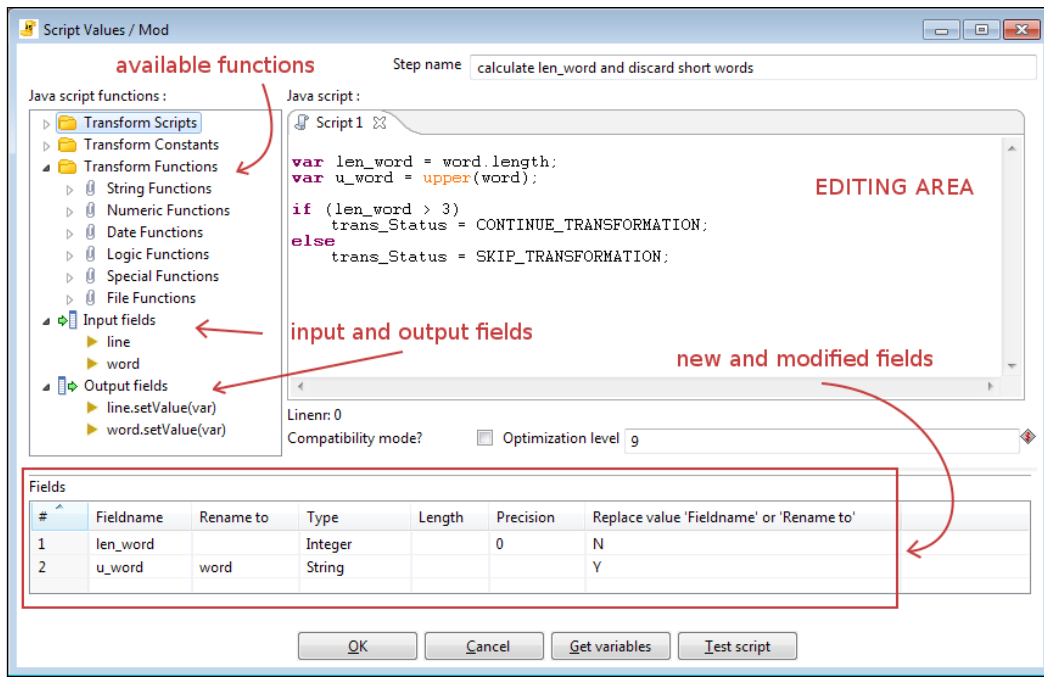 Script Values / Mod
available functions
Step name calculate len_word and discard short words
Java script functions :
Java script :
Transform Scripts
Transform Constants
Transform Functions
String Functions
Numeric Functions
Date Functions
Logic Functions
Special Functions
File Functions
Input fields
line
word
Output fields
line.setValue(var)
word.setValue(var)
Script 1
var len_word = word.length;
var u_word = upper(word);
if (len_word > 3)
trans_Status = CONTINUE_TRANSFORMATION;
else
trans_Status = SKIP_TRANSFORMATION;
EDITING AREA
input and output fields
new and modified fields
Linenr: 0
Compatibility mode? Optimization level 9
Fields
# Fieldname Rename to Type Length Precision Replace value 'Fieldname' or 'Rename to'
1 len_word Integer 0 N
2 u_word word String Y
OK Cancel Get variables Test script